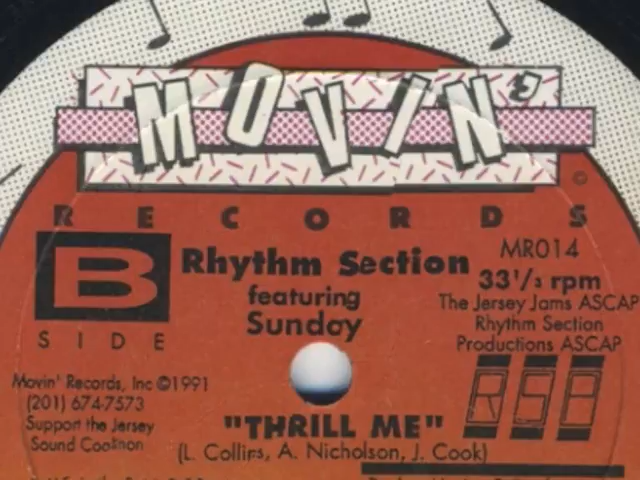 MOVIN'
©
RECORDS
B
SIDE
Rhythm Section
featuring
Sunday
MR014
33 1/3 rpm
The Jersey Jams ASCAP
Rhythm Section
Productions ASCAP
RSP
Movin' Records, Inc ©1991
(201) 674-7573
Support the Jersey
Sound Coalition
"THRILL ME"
(L. Collins, A. Nicholson, J. Cook)